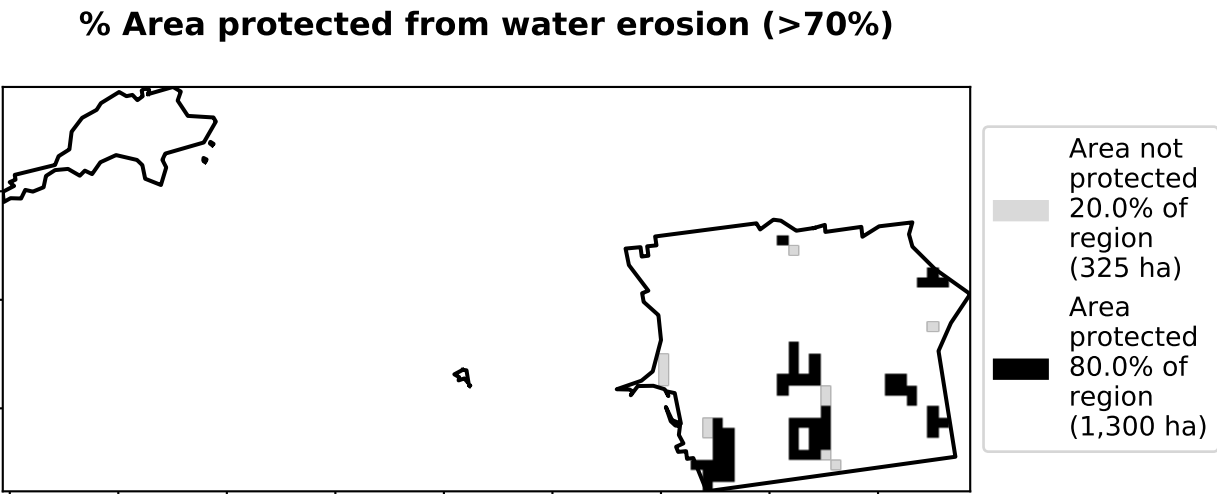 % Area protected from water erosion (>70%)
Area not
protected
20.0% of
region
(325 ha)
Area
protected
80.0% of
region
(1,300 ha)